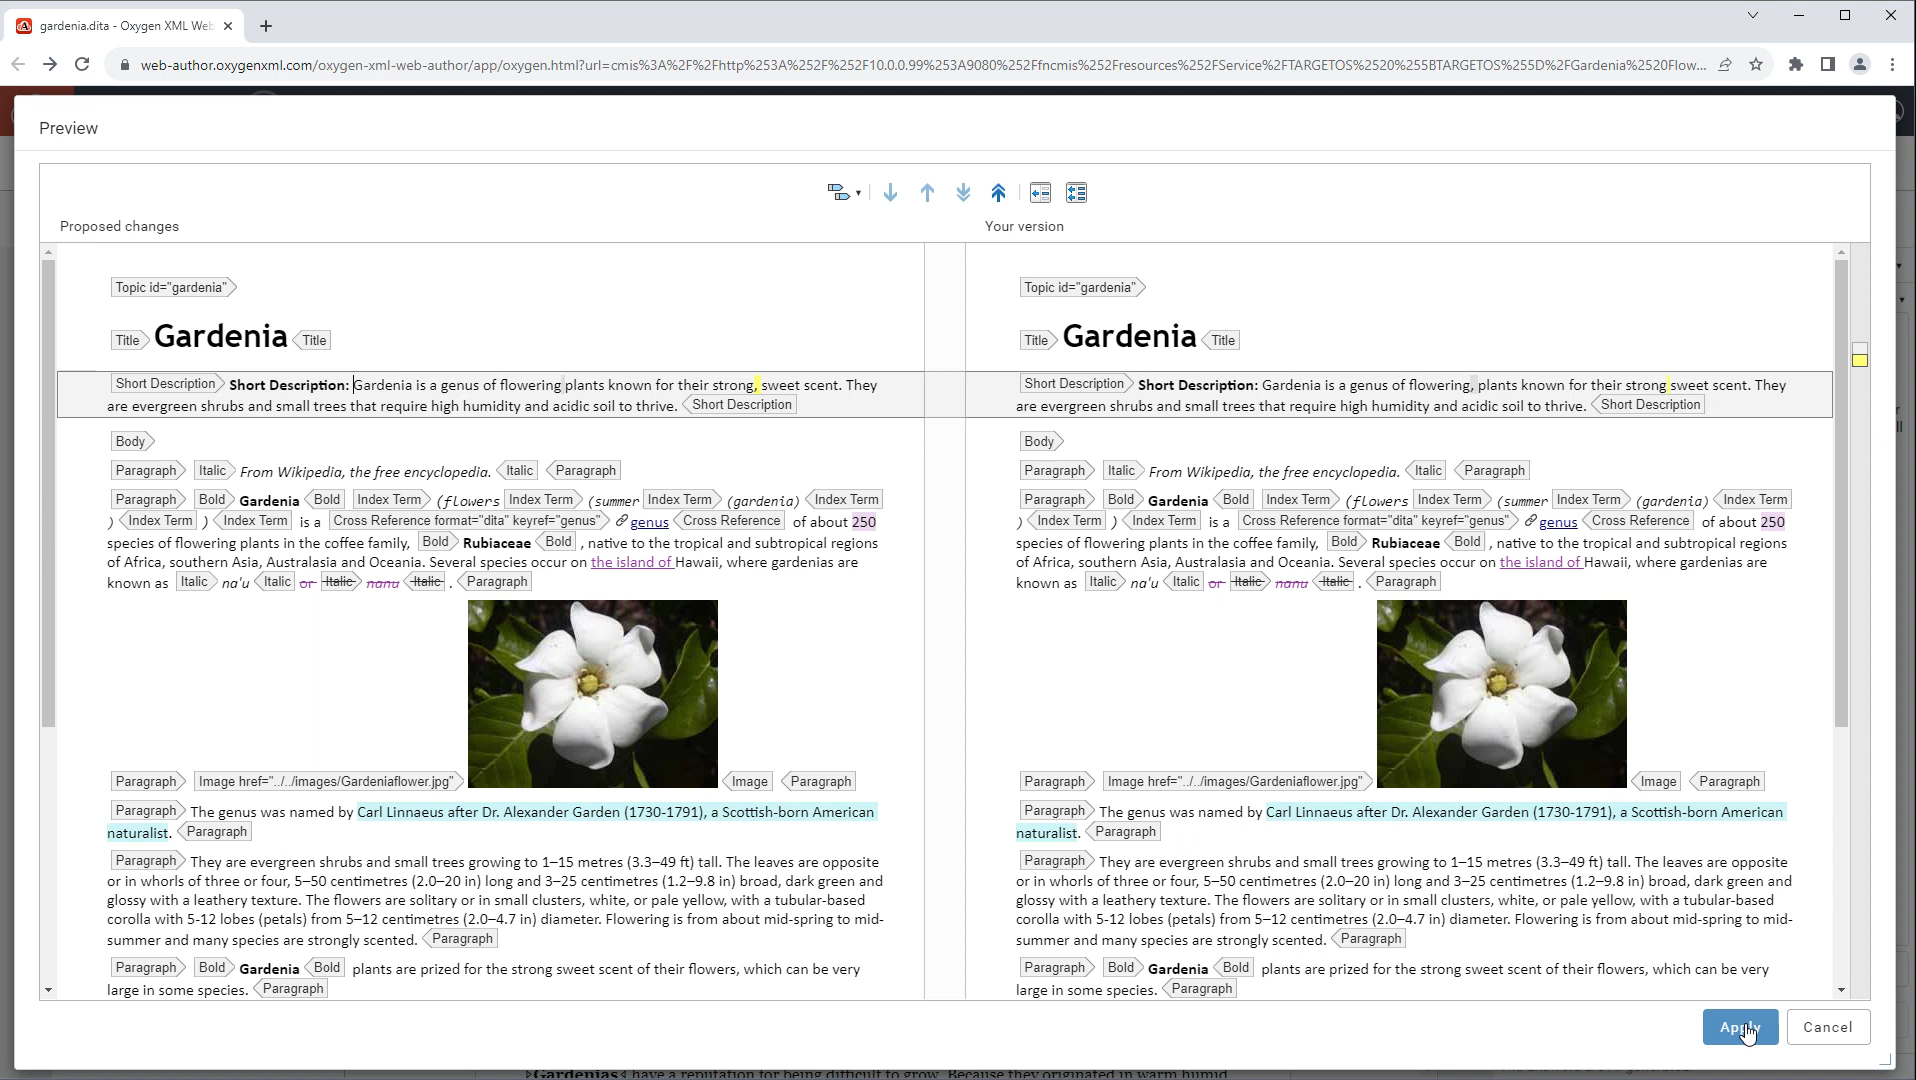 gardenia.dita - Oxygen XML Web
web-author.oxygenxml.com/oxygen-xml-web-author/app/oxygen.html?url=cmis%3A%2F%2Fhttp%253A%252F%252F10.0.0.99%253A9080%252Ffncmis%252Fresources%252FService%2FTARGETOS%2520%255BTARGETOS%255D%2FGardenia%2520Flow...
Preview
Proposed changes
Your version
Topic id="gardenia"
Title Gardenia Title
Short Description Short Description: Gardenia is a genus of flowering plants known for their strong, sweet scent. They
are evergreen shrubs and small trees that require high humidity and acidic soil to thrive. Short Description
Body
Paragraph Italic From Wikipedia, the free encyclopedia. Italic Paragraph
Paragraph Bold Gardenia Bold Index Term (flowers Index Term (summer Index Term (gardenia) Index Term
) Index Term ) Index Term is a Cross Reference format="dita" keyref="genus" genus Cross Reference of about 250
species of flowering plants in the coffee family, Bold Rubiaceae Bold , native to the tropical and subtropical regions
of Africa, southern Asia, Australasia and Oceania. Several species occur on the island of Hawaii, where gardenias are
known as Italic na'u Italic or Italic nanu Italic . Paragraph
Paragraph Image href="../../images/Gardeniaflower.jpg" Image Paragraph
Paragraph The genus was named by Carl Linnaeus after Dr. Alexander Garden (1730-1791), a Scottish-born American
naturalist. Paragraph
Paragraph They are evergreen shrubs and small trees growing to 1–15 metres (3.3–49 ft) tall. The leaves are opposite
or in whorls of three or four, 5–50 centimetres (2.0–20 in) long and 3–25 centimetres (1.2–9.8 in) broad, dark green and
glossy with a leathery texture. The flowers are solitary or in small clusters, white, or pale yellow, with a tubular-based
corolla with 5-12 lobes (petals) from 5–12 centimetres (2.0–4.7 in) diameter. Flowering is from about mid-spring to mid-
summer and many species are strongly scented. Paragraph
Paragraph Bold Gardenia Bold plants are prized for the strong sweet scent of their flowers, which can be very
large in some species. Paragraph
Topic id="gardenia"
Title Gardenia Title
Short Description Short Description: Gardenia is a genus of flowering, plants known for their strong sweet scent. They
are evergreen shrubs and small trees that require high humidity and acidic soil to thrive. Short Description
Body
Paragraph Italic From Wikipedia, the free encyclopedia. Italic Paragraph
Paragraph Bold Gardenia Bold Index Term (flowers Index Term (summer Index Term (gardenia) Index Term
) Index Term ) Index Term is a Cross Reference format="dita" keyref="genus" genus Cross Reference of about 250
species of flowering plants in the coffee family, Bold Rubiaceae Bold , native to the tropical and subtropical regions
of Africa, southern Asia, Australasia and Oceania. Several species occur on the island of Hawaii, where gardenias are
known as Italic na'u Italic or Italic nanu Italic . Paragraph
Paragraph Image href="../../images/Gardeniaflower.jpg" Image Paragraph
Paragraph The genus was named by Carl Linnaeus after Dr. Alexander Garden (1730-1791), a Scottish-born American
naturalist. Paragraph
Paragraph They are evergreen shrubs and small trees growing to 1–15 metres (3.3–49 ft) tall. The leaves are opposite
or in whorls of three or four, 5–50 centimetres (2.0–20 in) long and 3–25 centimetres (1.2–9.8 in) broad, dark green and
glossy with a leathery texture. The flowers are solitary or in small clusters, white, or pale yellow, with a tubular-based
corolla with 5-12 lobes (petals) from 5–12 centimetres (2.0–4.7 in) diameter. Flowering is from about mid-spring to mid-
summer and many species are strongly scented. Paragraph
Paragraph Bold Gardenia Bold plants are prized for the strong sweet scent of their flowers, which can be very
large in some species. Paragraph
Apply
Cancel
Gardenias have a reputation for being difficult to grow. Because they originated in warm humid